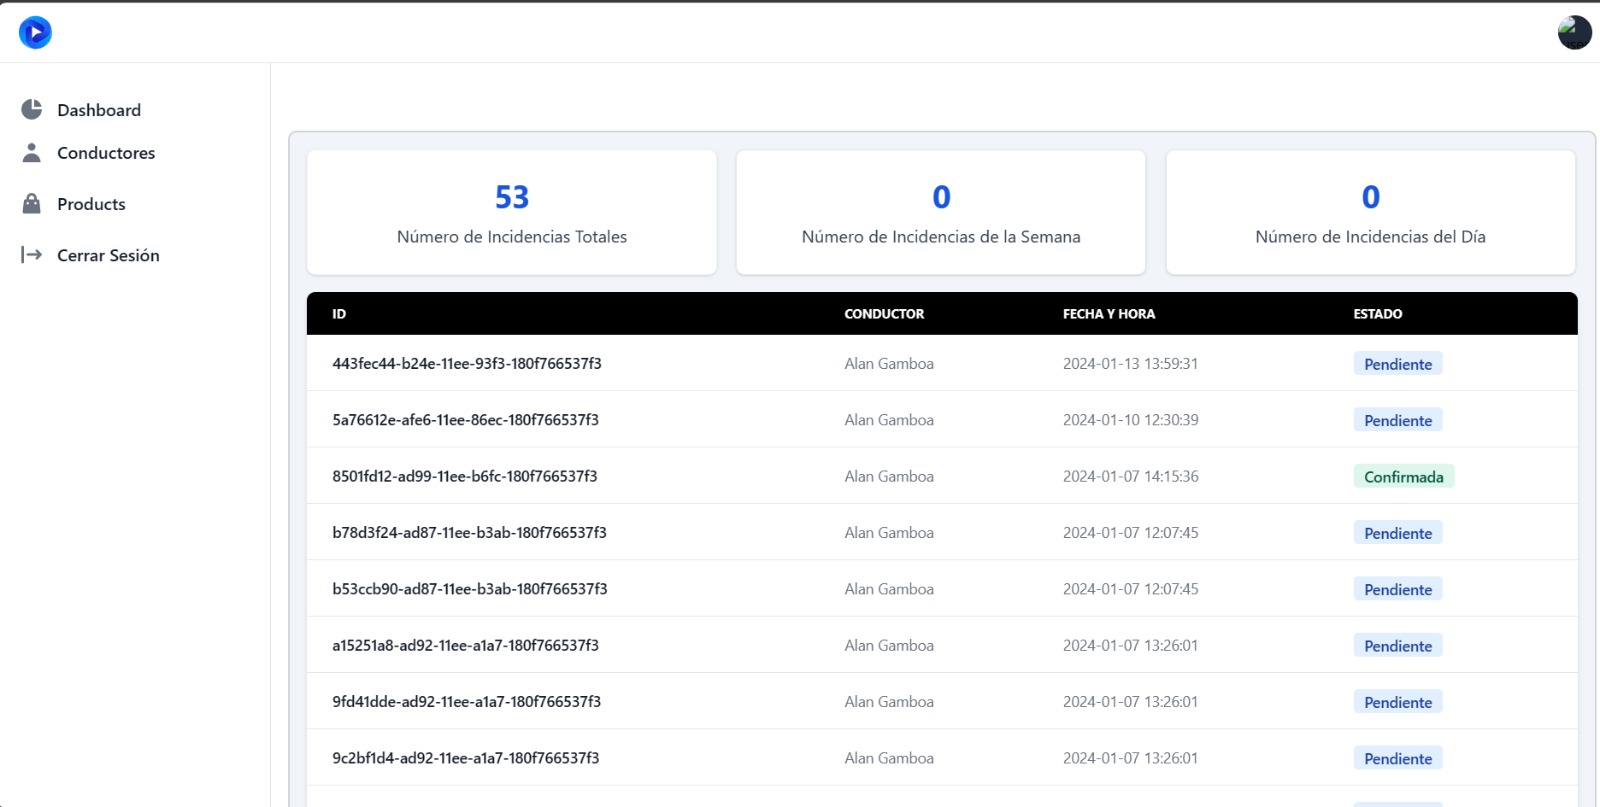 Dashboard
Conductores
Products
Cerrar Sesión
53
Número de Incidencias Totales
0
Número de Incidencias de la Semana
0
Número de Incidencias del Día
ID CONDUCTOR FECHA Y HORA ESTADO
443fec44-b24e-11ee-93f3-180f766537f3 Alan Gamboa 2024-01-13 13:59:31 Pendiente
5a76612e-afe6-11ee-86ec-180f766537f3 Alan Gamboa 2024-01-10 12:30:39 Pendiente
8501fd12-ad99-11ee-b6fc-180f766537f3 Alan Gamboa 2024-01-07 14:15:36 Confirmada
b78d3f24-ad87-11ee-b3ab-180f766537f3 Alan Gamboa 2024-01-07 12:07:45 Pendiente
b53ccb90-ad87-11ee-b3ab-180f766537f3 Alan Gamboa 2024-01-07 12:07:45 Pendiente
a15251a8-ad92-11ee-a1a7-180f766537f3 Alan Gamboa 2024-01-07 13:26:01 Pendiente
9fd41dde-ad92-11ee-a1a7-180f766537f3 Alan Gamboa 2024-01-07 13:26:01 Pendiente
9c2bf1d4-ad92-11ee-a1a7-180f766537f3 Alan Gamboa 2024-01-07 13:26:01 Pendiente